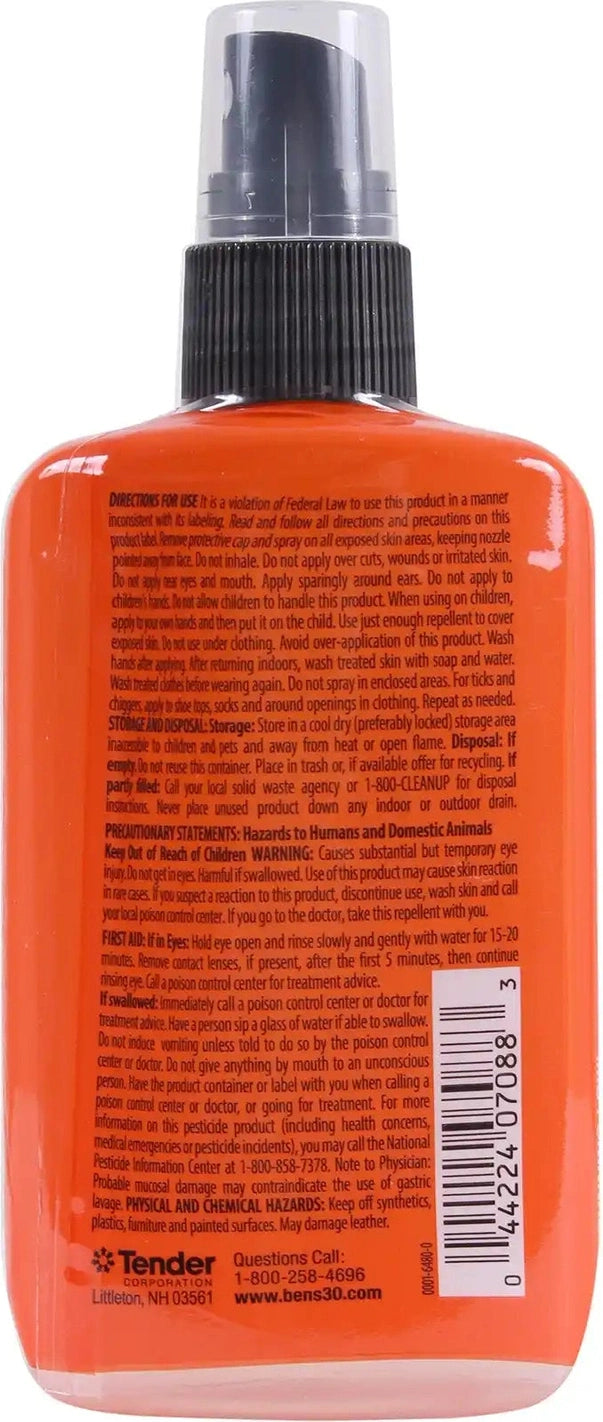 DIRECTIONS FOR USE It is a violation of Federal Law to use this product in a manner
inconsistent with its labeling. Read and follow all directions and precautions on this
product label. Remove protective cap and spray on all exposed skin areas, keeping nozzle
pointed away from face. Do not inhale. Do not apply over cuts, wounds or irritated skin.
Do not apply near eyes and mouth. Apply sparingly around ears. Do not apply to
children's hands. Do not allow children to handle this product. When using on children,
apply to your own hands and then put it on the child. Use just enough repellent to cover
exposed skin. Do not use under clothing. Avoid over-application of this product. Wash
hands after applying. After returning indoors, wash treated skin with soap and water.
Wash treated clothes before wearing again. Do not spray in enclosed areas. For ticks and
chiggers, apply to shoe tops, socks and around openings in clothing. Repeat as needed.
STORAGE AND DISPOSAL: Storage: Store in a cool dry (preferably locked) storage area
inaccessible to children and pets and away from heat or open flame. Disposal: If
empty: Do not reuse this container. Place in trash or, if available offer for recycling. If
partly filled: Call your local solid waste agency or 1-800-CLEANUP for disposal
instructions. Never place unused product down any indoor or outdoor drain.
PRECAUTIONARY STATEMENTS: Hazards to Humans and Domestic Animals
Keep Out of Reach of Children WARNING: Causes substantial but temporary eye
injury. Do not get in eyes. Harmful if swallowed. Use of this product may cause skin reaction
in rare cases. If you suspect a reaction to this product, discontinue use, wash skin and call
your local poison control center. If you go to the doctor, take this repellent with you.
FIRST AID: If in Eyes: Hold eye open and rinse slowly and gently with water for 15-20
minutes. Remove contact lenses, if present, after the first 5 minutes, then continue
rinsing eye. Call a poison control center for treatment advice.
If swallowed: Immediately call a poison control center or doctor for
treatment advice. Have a person sip a glass of water if able to swallow.
Do not induce vomiting unless told to do so by the poison control
center or doctor. Do not give anything by mouth to an unconscious
person. Have the product container or label with you when calling a
poison control center or doctor, or going for treatment. For more
information on this pesticide product (including health concerns,
medical emergencies or pesticide incidents), you may call the National
Pesticide Information Center at 1-800-858-7378. Note to Physician:
Probable mucosal damage may contraindicate the use of gastric
lavage. PHYSICAL AND CHEMICAL HAZARDS: Keep off synthetics,
plastics, furniture and painted surfaces. May damage leather.
Tender
CORPORATION
Littleton, NH 03561
Questions Call:
1-800-258-4696
www.bens30.com
0001-6480-0
0 44224 07088 3